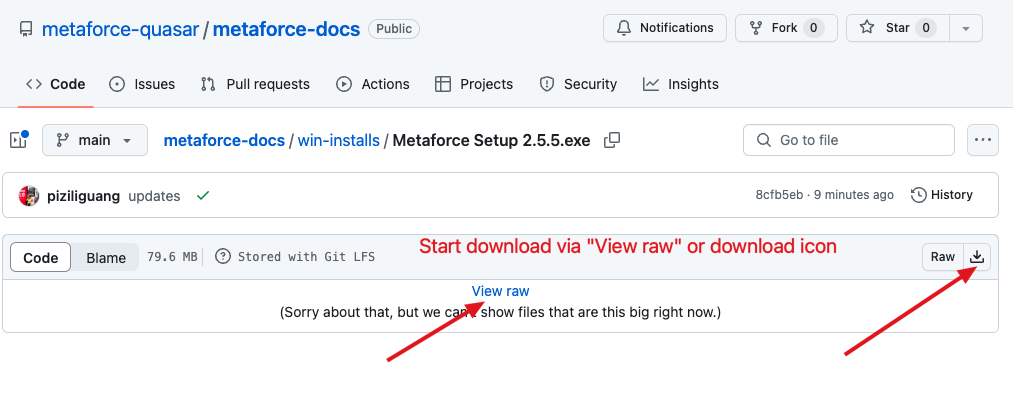 metaforce-quasar / metaforce-docs Public Notifications Fork 0 Star 0
Code Issues Pull requests Actions Projects Security Insights
main metaforce-docs / win-installs / Metaforce Setup 2.5.5.exe Go to file
piziliguang updates 8cfb5eb · 9 minutes ago History
Start download via "View raw" or download icon
Code Blame 79.6 MB Stored with Git LFS Raw
View raw
(Sorry about that, but we can't show files that are this big right now.)